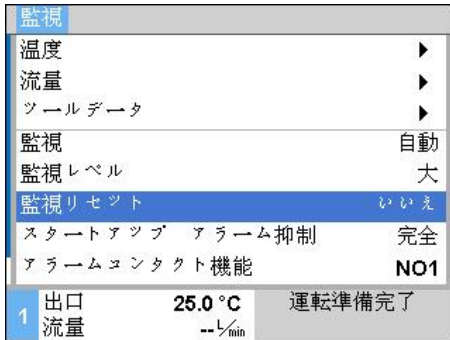 監視
温度 ▶
流量 ▶
ツールデータ ▶
監視 自動
監視レベル 大
監視リセット いいえ
スタートアップ アラーム抑制 完全
アラームコンタクト機能 NO1
1 出口 25.0 °C 運転準備完了
流量 -- L/min